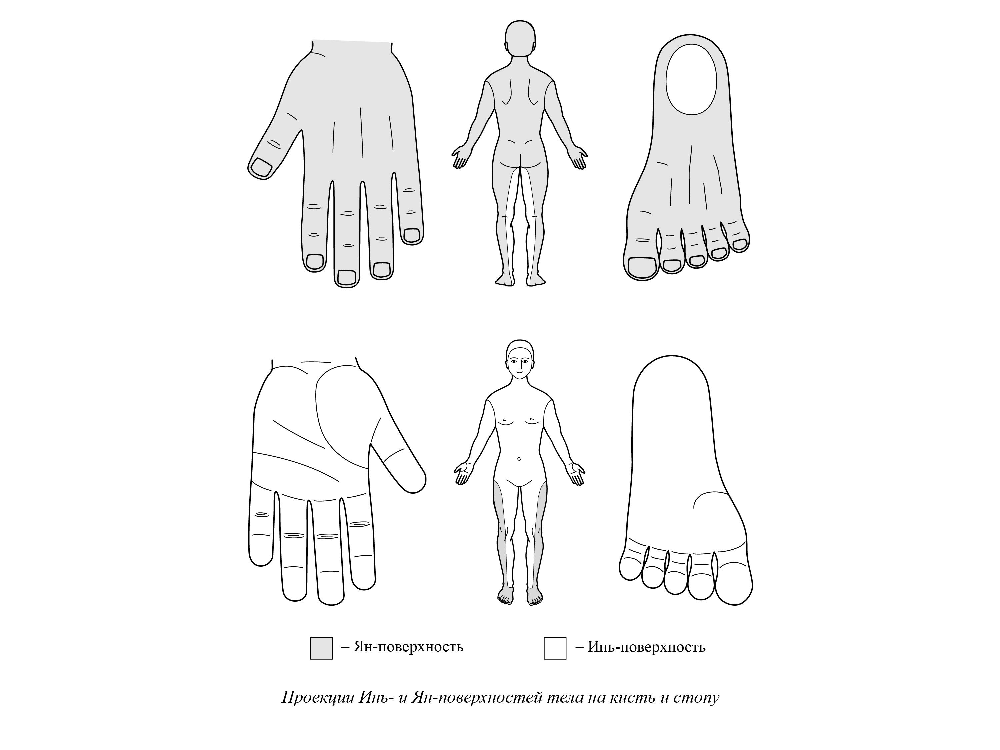 – Ян-поверхность
– Инь-поверхность
Проекции Инь- и Ян-поверхностей тела на кисть и стопу